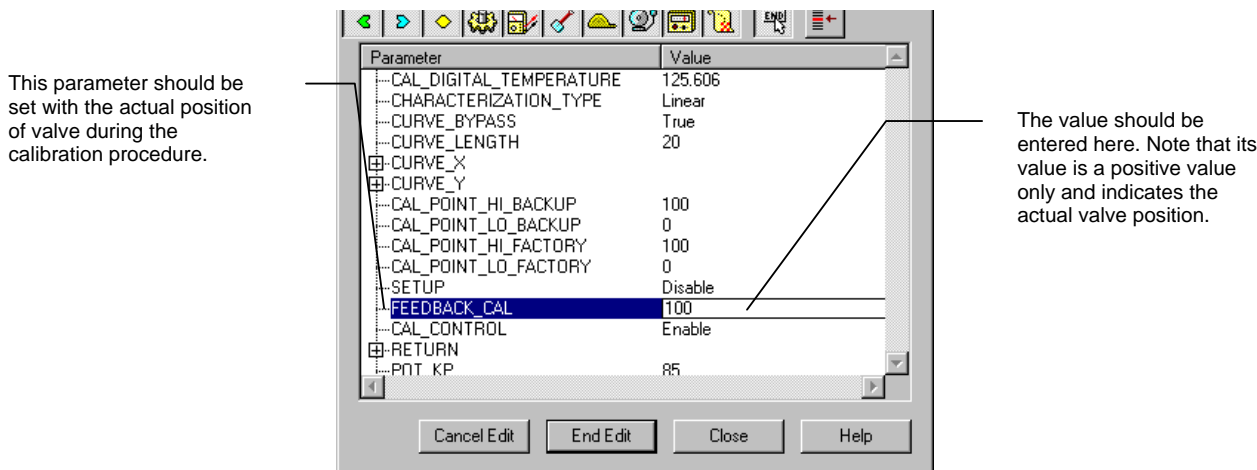 END
Parameter Value
CAL_DIGITAL_TEMPERATURE 125.606
CHARACTERIZATION_TYPE Linear
CURVE_BYPASS True
CURVE_LENGTH 20
CURVE_X
CURVE_Y
CAL_POINT_HI_BACKUP 100
CAL_POINT_LO_BACKUP 0
CAL_POINT_HI_FACTORY 100
CAL_POINT_LO_FACTORY 0
SETUP Disable
FEEDBACK_CAL 100
CAL_CONTROL Enable
RETURN
POT_KP 85
Cancel Edit End Edit Close Help
This parameter should be
set with the actual position
of valve during the
calibration procedure.
The value should be
entered here. Note that its
value is a positive value
only and indicates the
actual valve position.